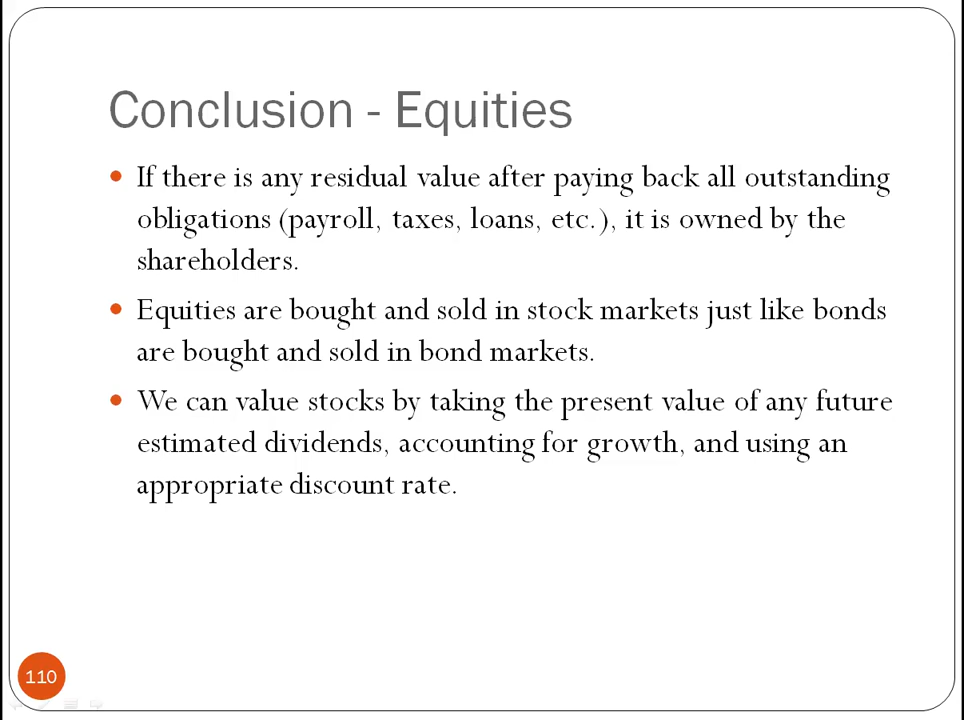 Conclusion - Equities
If there is any residual value after paying back all outstanding
obligations (payroll, taxes, loans, etc.), it is owned by the
shareholders.
Equities are bought and sold in stock markets just like bonds
are bought and sold in bond markets.
We can value stocks by taking the present value of any future
estimated dividends, accounting for growth, and using an
appropriate discount rate.
110